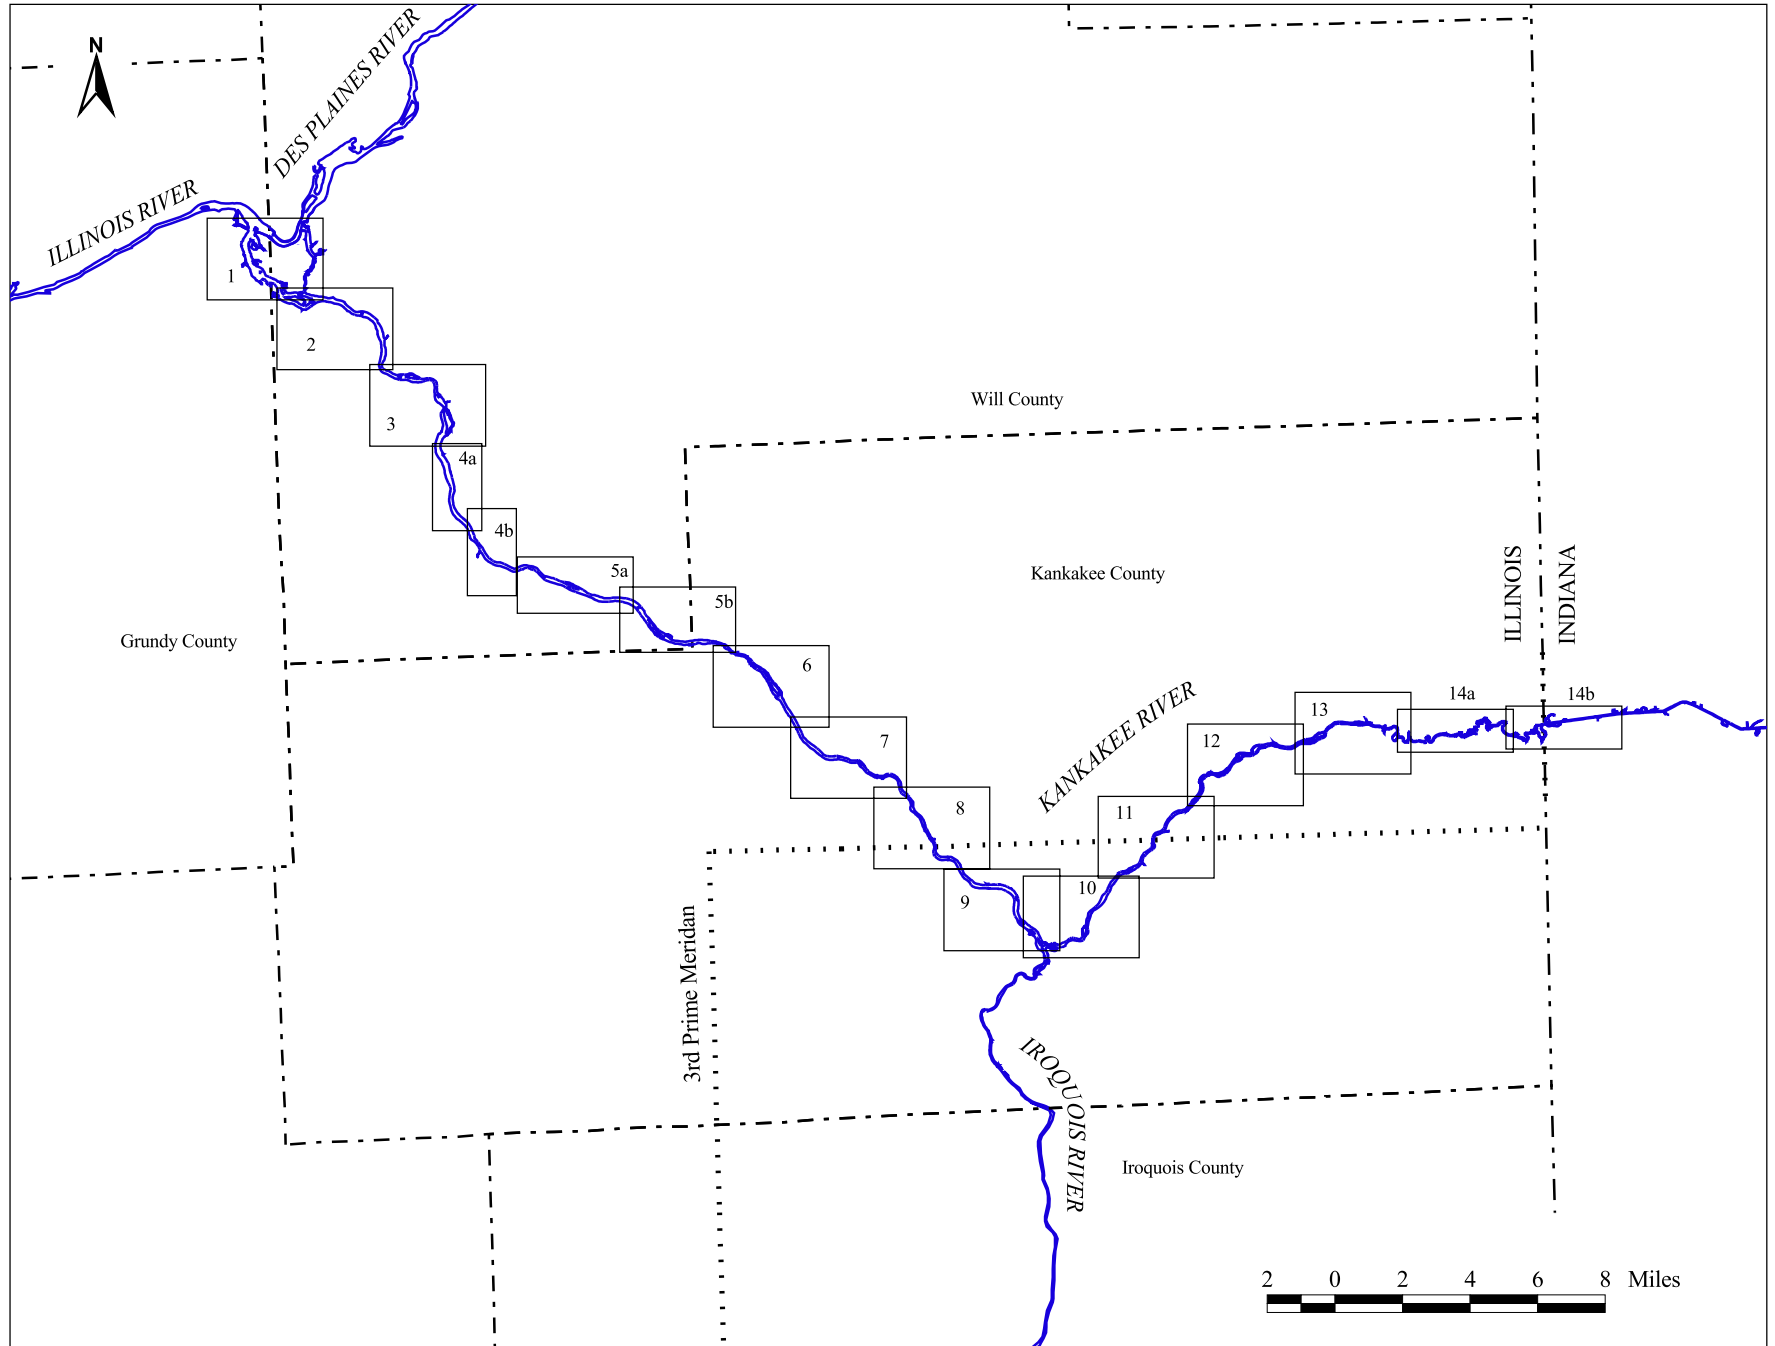 N
DES PLAINES RIVER
ILLINOIS RIVER
1
2
3
Will County
4a
4b
5a
Kankakee County
ILLINOIS
INDIANA
5b
Grundy County
6
KANKAKEE RIVER
14a
14b
13
12
7
8
11
10
9
3rd Prime Meridan
IROQUOIS RIVER
Iroquois County
2 0 2 4 6 8 Miles